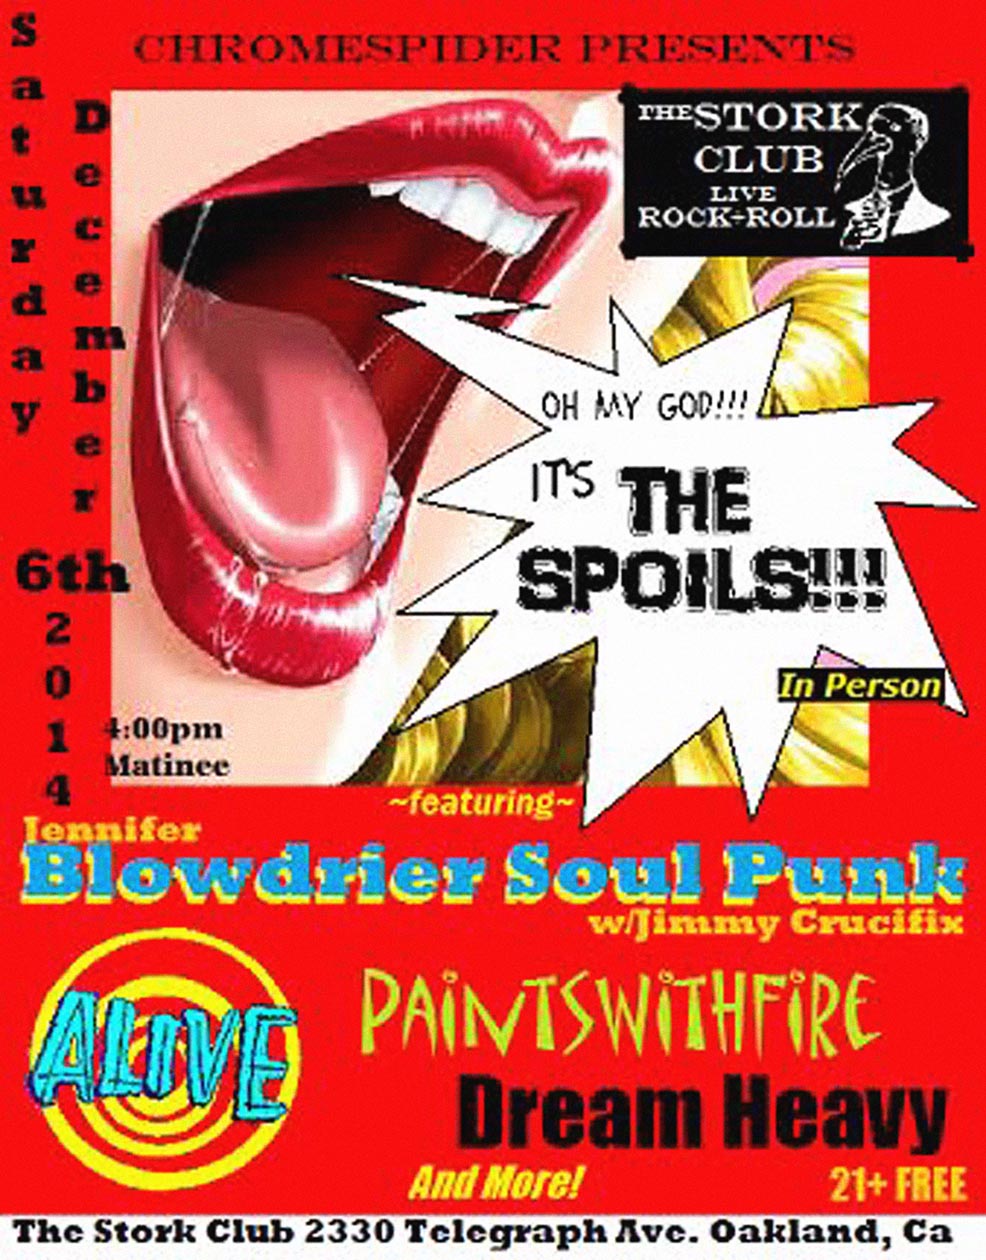 CHROMESPIDER PRESENTS
Saturday
December
6th
2014
THE STORK
CLUB
LIVE
ROCK+ROLL
OH MY GOD!!!
IT'S THE
SPOILS!!!
In Person
4:00pm
Matinee
~featuring~
Jennifer
Blowdrier Soul Punk
w/Jimmy Crucifix
ALIVE
PAiNTSWiTHFiRE
Dream Heavy
And More!
21+ FREE
The Stork Club 2330 Telegraph Ave. Oakland, Ca